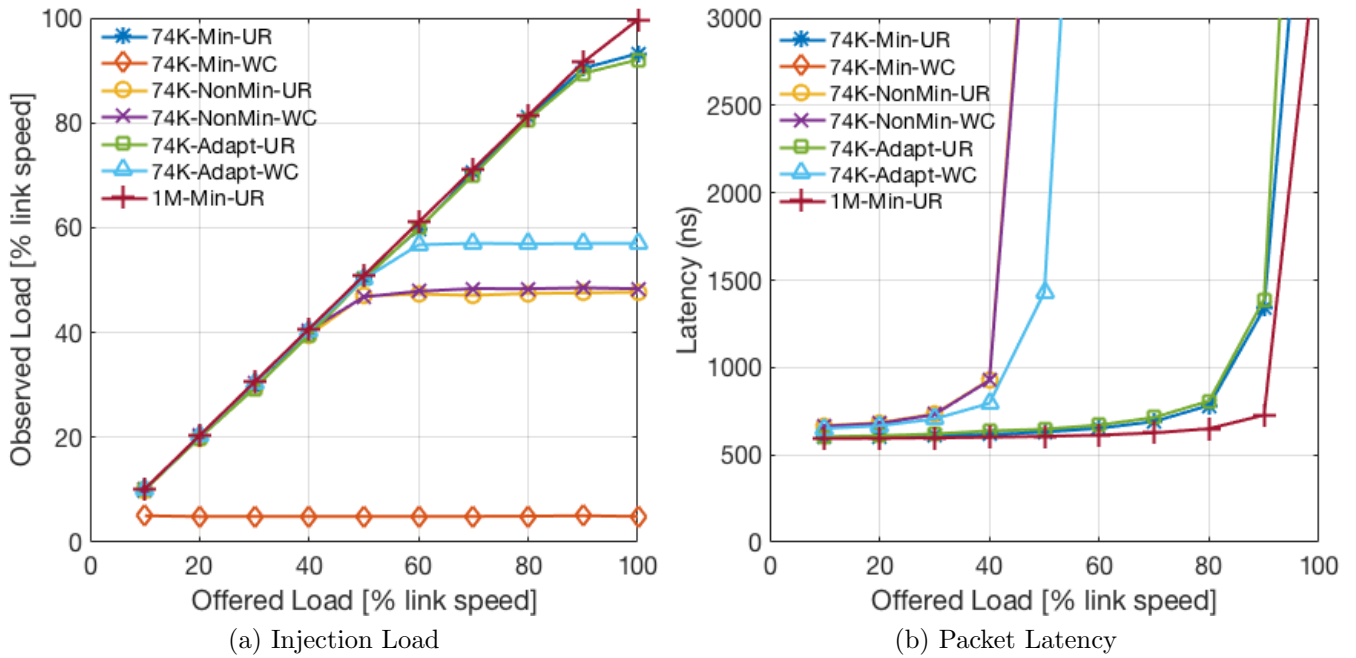 100
80
60
40
20
0
Observed Load [% link speed]
74K-Min-UR
74K-Min-WC
74K-NonMin-UR
74K-NonMin-WC
74K-Adapt-UR
74K-Adapt-WC
1M-Min-UR
0 20 40 60 80 100
Offered Load [% link speed]
(a) Injection Load
3000
2500
2000
1500
1000
500
0
Latency (ns)
74K-Min-UR
74K-Min-WC
74K-NonMin-UR
74K-NonMin-WC
74K-Adapt-UR
74K-Adapt-WC
1M-Min-UR
0 20 40 60 80 100
Offered Load [% link speed]
(b) Packet Latency